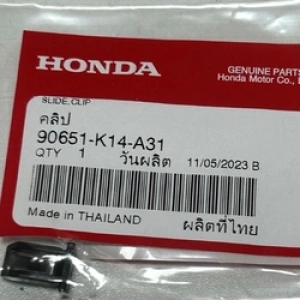 HONDA
GENUINE PARTS
Honda Motor Co.,
SLIDE, CLIP
คลิป
90651-K14-A31
QTY 1 วันผลิต 11/05/2023 B
Made in THAILAND ผลิตที่ไทย